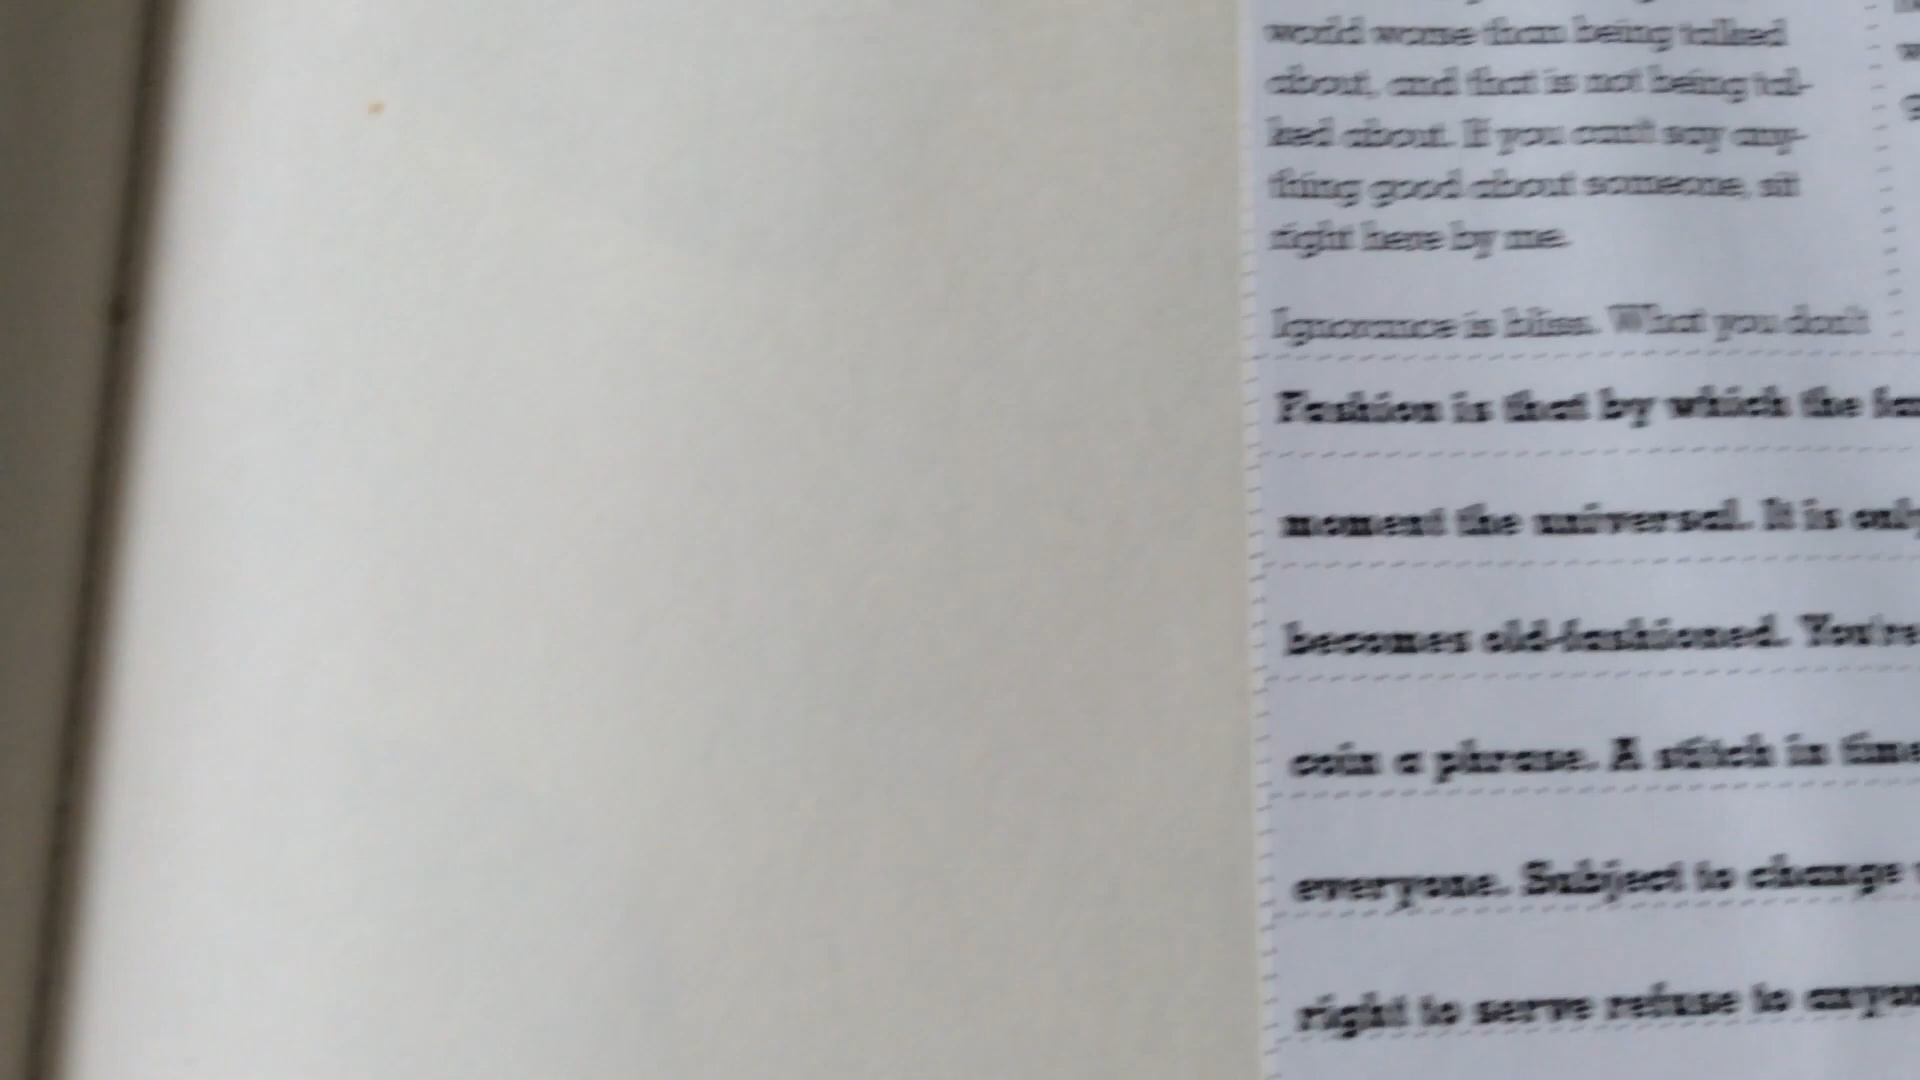 world worse than being talked
about, and that is not being tal-
ked about. If you can't say any-
thing good about someone, sit
right here by me.
Ignorance is bliss. What you don't
Fashion is that by which the fan
moment the universal. It is only
becomes old-fashioned. You're
coin a phrase. A stitch in time
everyone. Subject to change
right to serve refuse to anyon